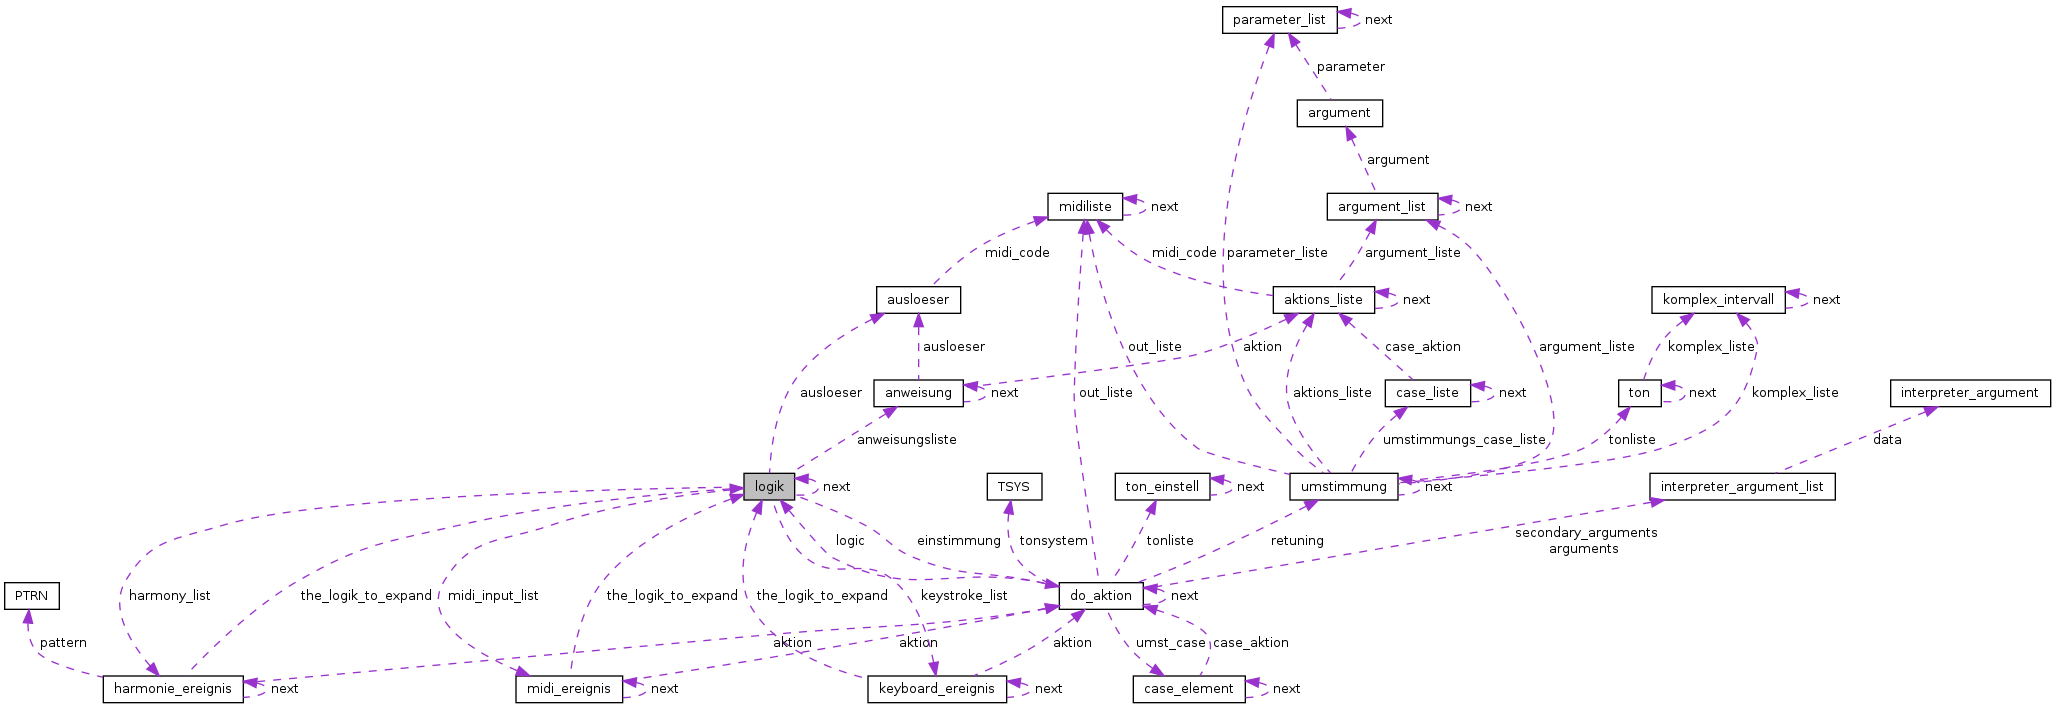 parameter_list
next
parameter
argument
argument
midiliste
next
argument_list
next
midi_code
midi_code
parameter_liste
argument_liste
ausloeser
aktions_liste
next
komplex_intervall
next
ausloeser
out_liste
aktion
case_aktion
argument_liste
komplex_liste
ausloeser
anweisung
next
out_liste
aktions_liste
case_liste
next
ton
next
komplex_liste
interpreter_argument
anweisungsliste
umstimmungs_case_liste
tonliste
data
logik
next
TSYS
ton_einstell
next
umstimmung
next
interpreter_argument_list
logic
einstimmung
tonsystem
tonliste
retuning
secondary_arguments
arguments
PTRN
harmony_list
the_logik_to_expand
midi_input_list
the_logik_to_expand
the_logik_to_expand
keystroke_list
do_aktion
next
pattern
aktion
aktion
aktion
umst_case
case_aktion
harmonie_ereignis
next
midi_ereignis
next
keyboard_ereignis
next
case_element
next